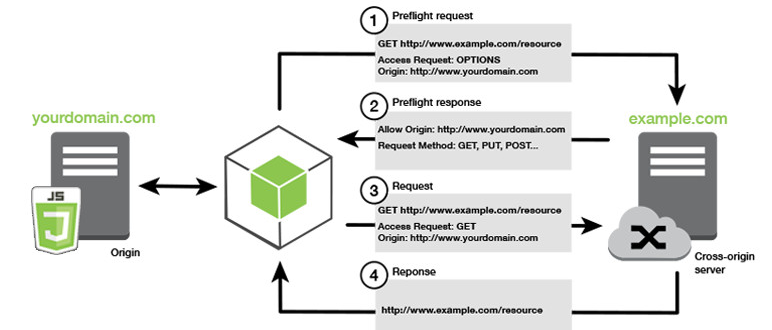 1 Preflight request
GET http://www.example.com/resource
Access Request: OPTIONS
Origin: http://www.yourdomain.com
2 Preflight response
Allow Origin: http://www.yourdomain.com
Request Method: GET, PUT, POST...
yourdomain.com
JS
Origin
example.com
Cross-origin
server
3 Request
GET http://www.example.com/resource
Access Request: GET
Origin: http://www.yourdomain.com
4 Reponse
http://www.example.com/resource